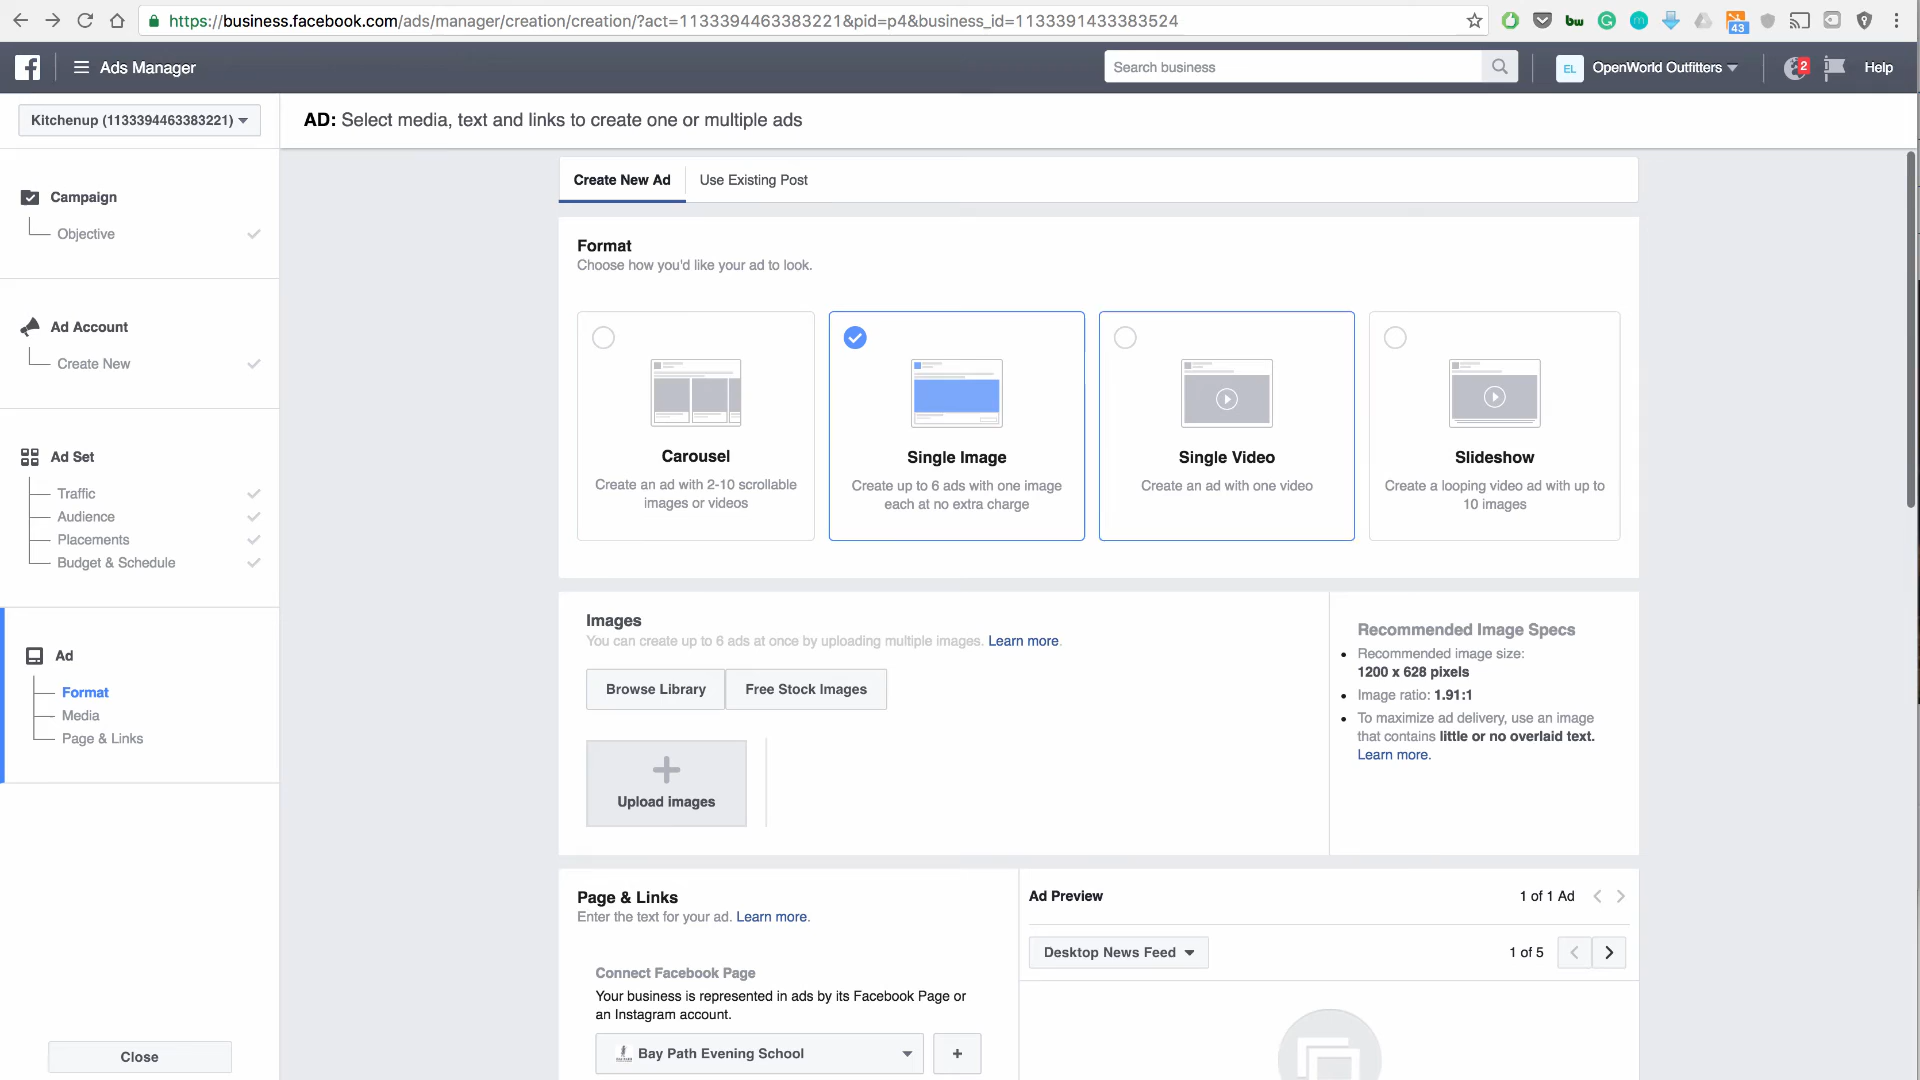 https://business.facebook.com/ads/manager/creation/creation/?act=1133394463383221&pid=p4&business_id=1133391433383524
bw
43
Ads Manager
Search business
EL
OpenWorld Outfitters
2
Help
Kitchenup (1133394463383221)
AD: Select media, text and links to create one or multiple ads
Campaign
Objective
Ad Account
Create New
Ad Set
Traffic
Audience
Placements
Budget & Schedule
Ad
Format
Media
Page & Links
Close
Create New Ad
Use Existing Post
Format
Choose how you'd like your ad to look.
Carousel
Create an ad with 2-10 scrollable
images or videos
Single Image
Create up to 6 ads with one image
each at no extra charge
Single Video
Create an ad with one video
Slideshow
Create a looping video ad with up to
10 images
Images
You can create up to 6 ads at once by uploading multiple images. Learn more.
Browse Library
Free Stock Images
Upload images
Recommended Image Specs
Recommended image size:
1200 x 628 pixels
Image ratio: 1.91:1
To maximize ad delivery, use an image
that contains little or no overlaid text.
Learn more.
Page & Links
Enter the text for your ad. Learn more.
Connect Facebook Page
Your business is represented in ads by its Facebook Page or
an Instagram account.
Bay Path Evening School
Ad Preview
1 of 1 Ad
Desktop News Feed
1 of 5